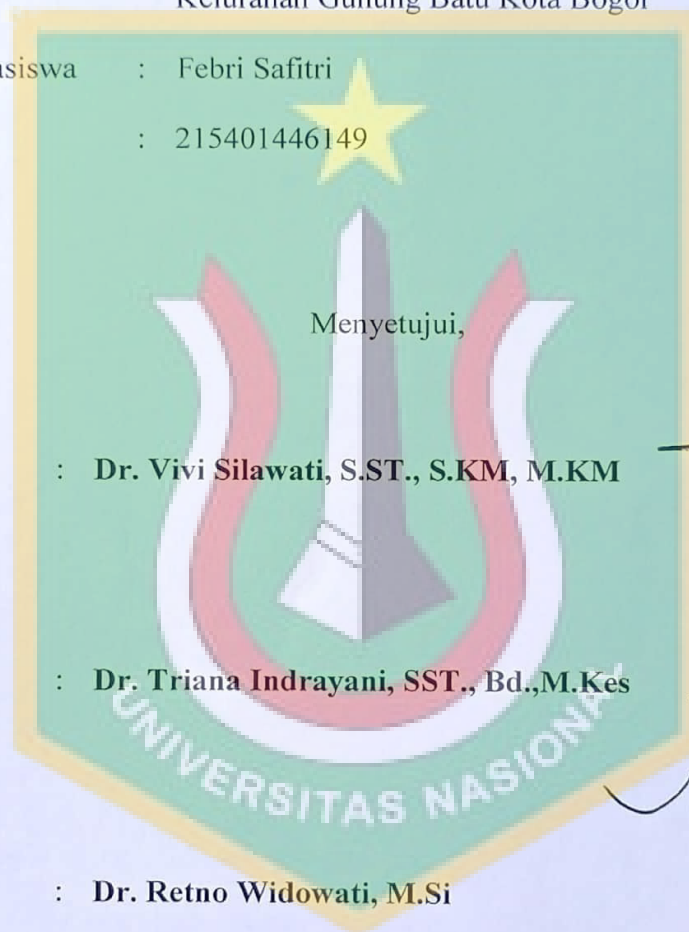 Kelurahan Gunung Batu Kota Bogor
asiswa : Febri Safitri
: 215401446149
Menyetujui,
: Dr. Vivi Silawati, S.ST., S.KM, M.KM
: Dr. Triana Indrayani, SST., Bd.,M.Kes
UNIVERSITAS NASIONAL
: Dr. Retno Widowati, M.Si